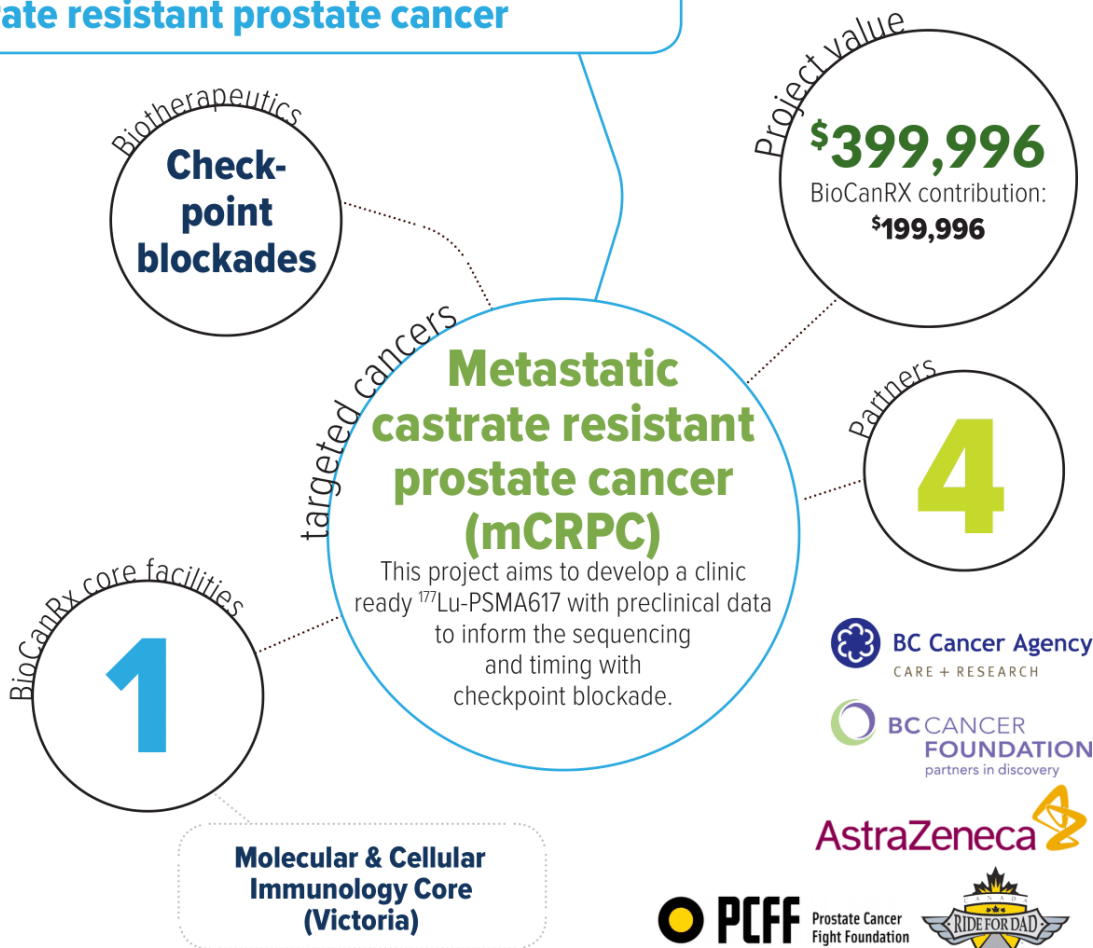 ate resistant prostate cancer
Biotherapeutics
Check-
point
blockades
Project value
$399,996
BioCanRX contribution:
$199,996
targeted cancers
Metastatic
castrate resistant
prostate cancer
(mCRPC)
This project aims to develop a clinic
ready ¹⁷⁷Lu-PSMA617 with preclinical data
to inform the sequencing
and timing with
checkpoint blockade.
Partners
4
BioCanRx core facilities
1
Molecular & Cellular
Immunology Core
(Victoria)
BC Cancer Agency
CARE + RESEARCH
BC CANCER
FOUNDATION
partners in discovery
AstraZeneca
PCFF
Prostate Cancer
Fight Foundation
CANADA
RIDE FOR DAD